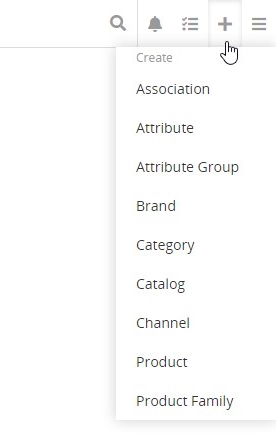 Create
Association
Attribute
Attribute Group
Brand
Category
Catalog
Channel
Product
Product Family